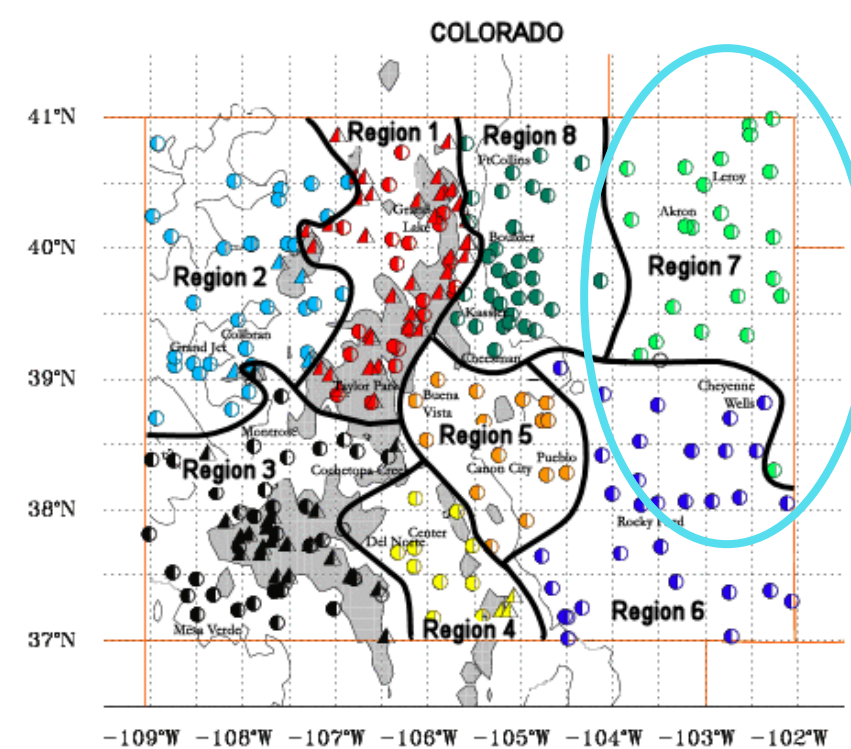 COLORADO
41°N
40°N
39°N
38°N
37°N
Region 1
Region 8
FtCollins
Leroy
Grand
Lake
Akron
Boulder
Region 2
Region 7
Kassler
Collbran
Grand Jct
Cheesman
Taylor Park
Buena
Vista
Cheyenne
Wells
Montrose
Region 5
Region 3
Cochetopa Creek
Canon City
Pueblo
Rocky Ford
Del Norte
Center
Mesa Verde
Region 4
Region 6
-109°W -108°W -107°W -106°W -105°W -104°W -103°W -102°W